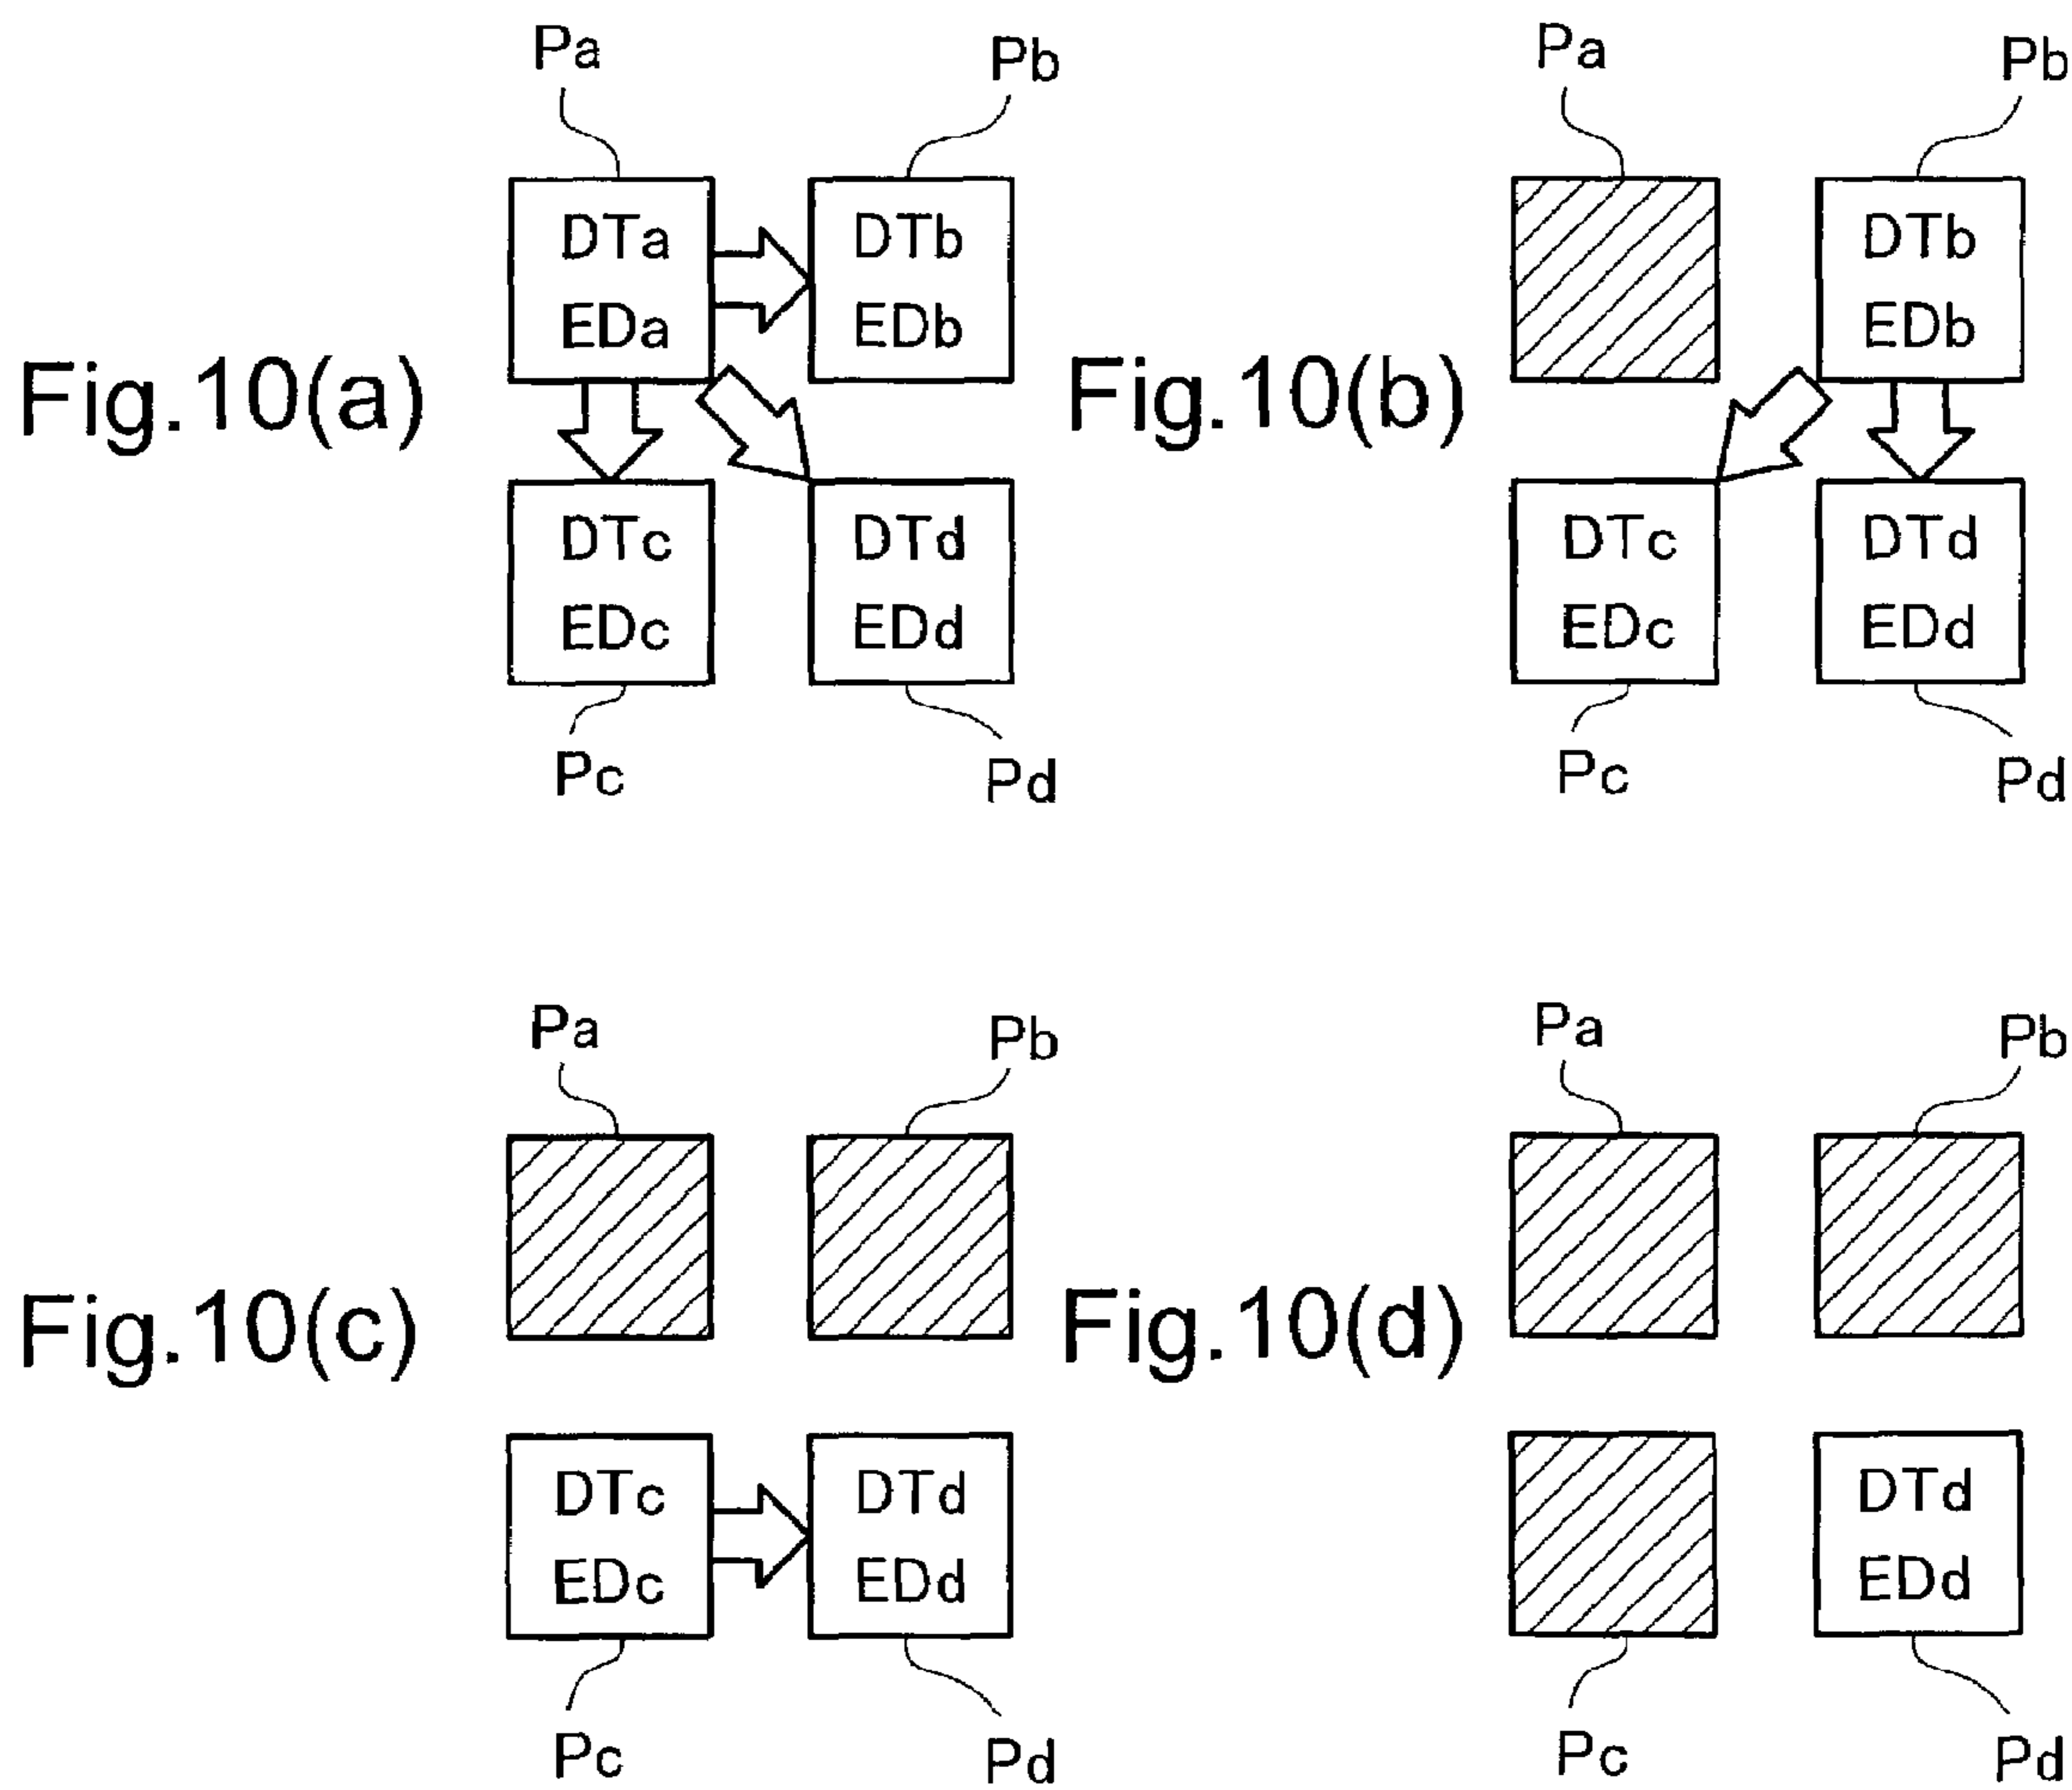 Pa
Pb
DTa
EDa
DTb
EDb
Fig.10(a)
DTc
EDc
DTd
EDd
Pc
Pd
Pa
Pb
DTb
EDb
Fig.10(b)
DTc
EDc
DTd
EDd
Pc
Pd
Pa
Pb
Fig.10(c)
DTc
EDc
DTd
EDd
Pc
Pd
Pa
Pb
Fig.10(d)
DTd
EDd
Pc
Pd